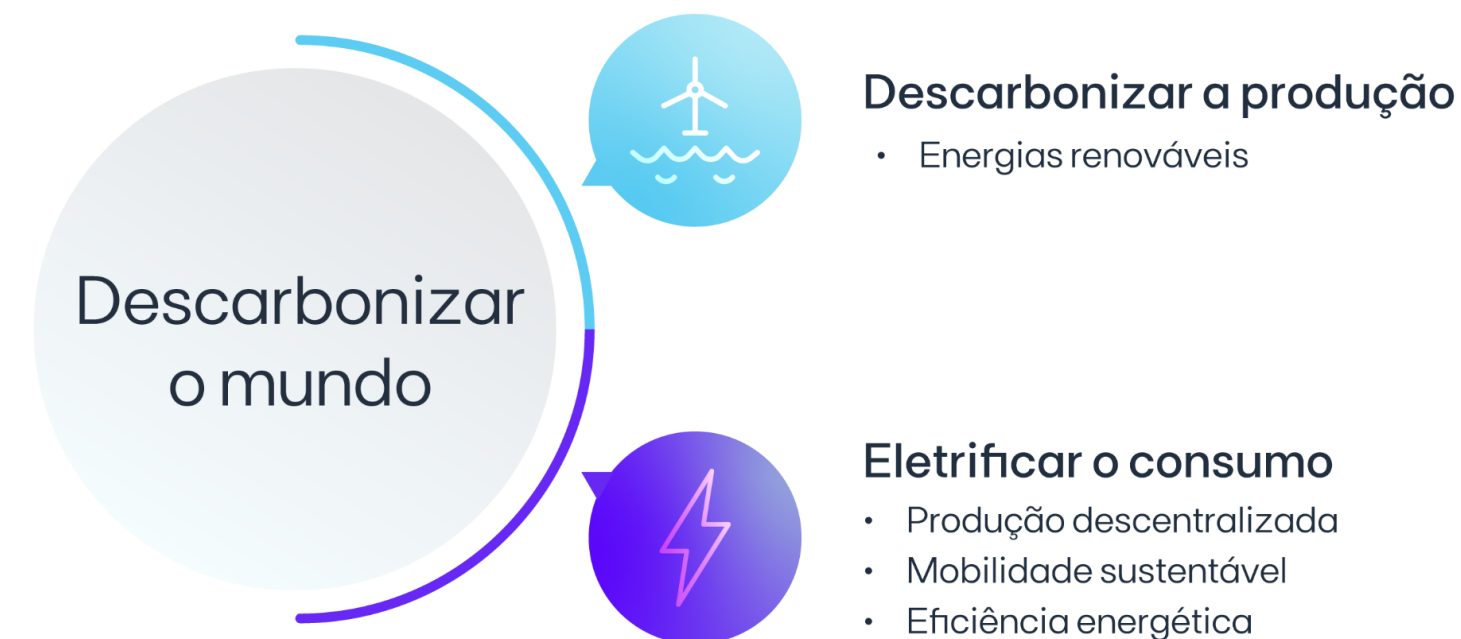 Descarbonizar
o mundo
Descarbonizar a produção
• Energias renováveis
Eletrificar o consumo
• Produção descentralizada
• Mobilidade sustentável
• Eficiência energética